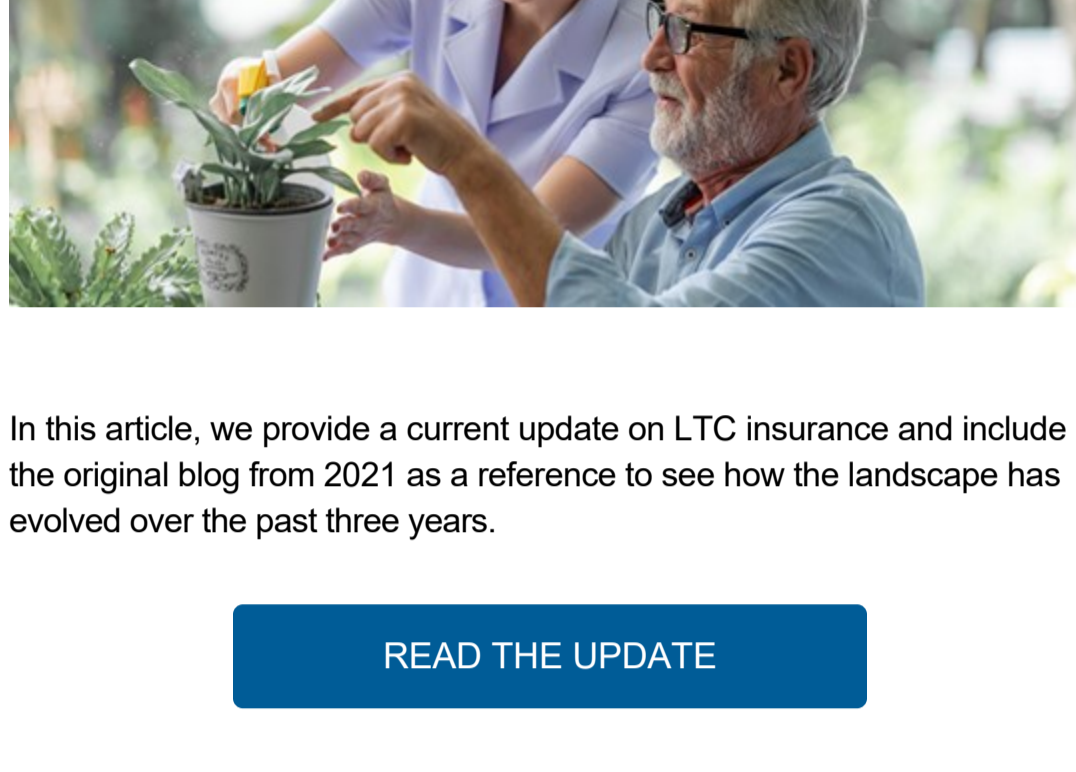 In this article, we provide a current update on LTC insurance and include
the original blog from 2021 as a reference to see how the landscape has
evolved over the past three years.
READ THE UPDATE